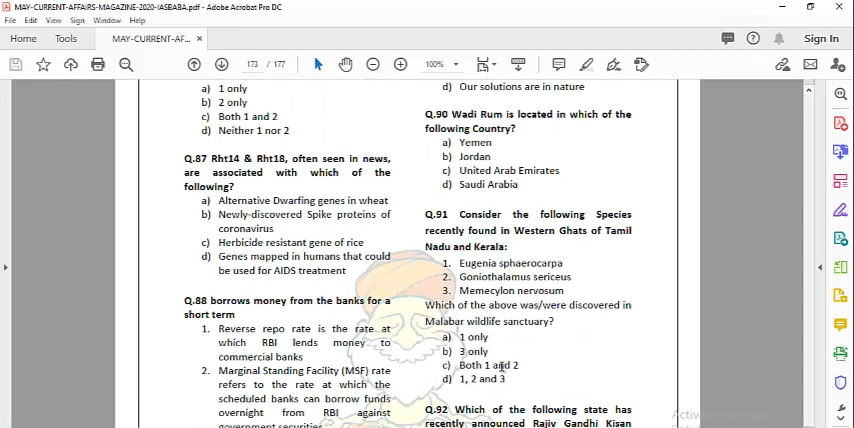 MAY-CURRENT-AFFAIRS-MAGAZINE-2020-IASBABA.pdf - Adobe Acrobat Pro DC
File Edit View Sign Window Help
Home Tools MAY-CURRENT-AF... × Sign In
173 / 177 100%
a) 1 only
b) 2 only
c) Both 1 and 2
d) Neither 1 nor 2
Q.87 Rht14 & Rht18, often seen in news,
are associated with which of the
following?
a) Alternative Dwarfing genes in wheat
b) Newly-discovered Spike proteins of
coronavirus
c) Herbicide resistant gene of rice
d) Genes mapped in humans that could
be used for AIDS treatment
Q.88 borrows money from the banks for a
short term
1. Reverse repo rate is the rate at
which RBI lends money to
commercial banks
2. Marginal Standing Facility (MSF) rate
refers to the rate at which the
scheduled banks can borrow funds
overnight from RBI against
government securities
d) Our solutions are in nature
Q.90 Wadi Rum is located in which of the
following Country?
a) Yemen
b) Jordan
c) United Arab Emirates
d) Saudi Arabia
Q.91 Consider the following Species
recently found in Western Ghats of Tamil
Nadu and Kerala:
1. Eugenia sphaerocarpa
2. Goniothalamus sericeus
3. Memecylon nervosum
Which of the above was/were discovered in
Malabar wildlife sanctuary?
a) 1 only
b) 3 only
c) Both 1 and 2
d) 1, 2 and 3
Q.92 Which of the following state has
recently announced Rajiv Gandhi Kisan